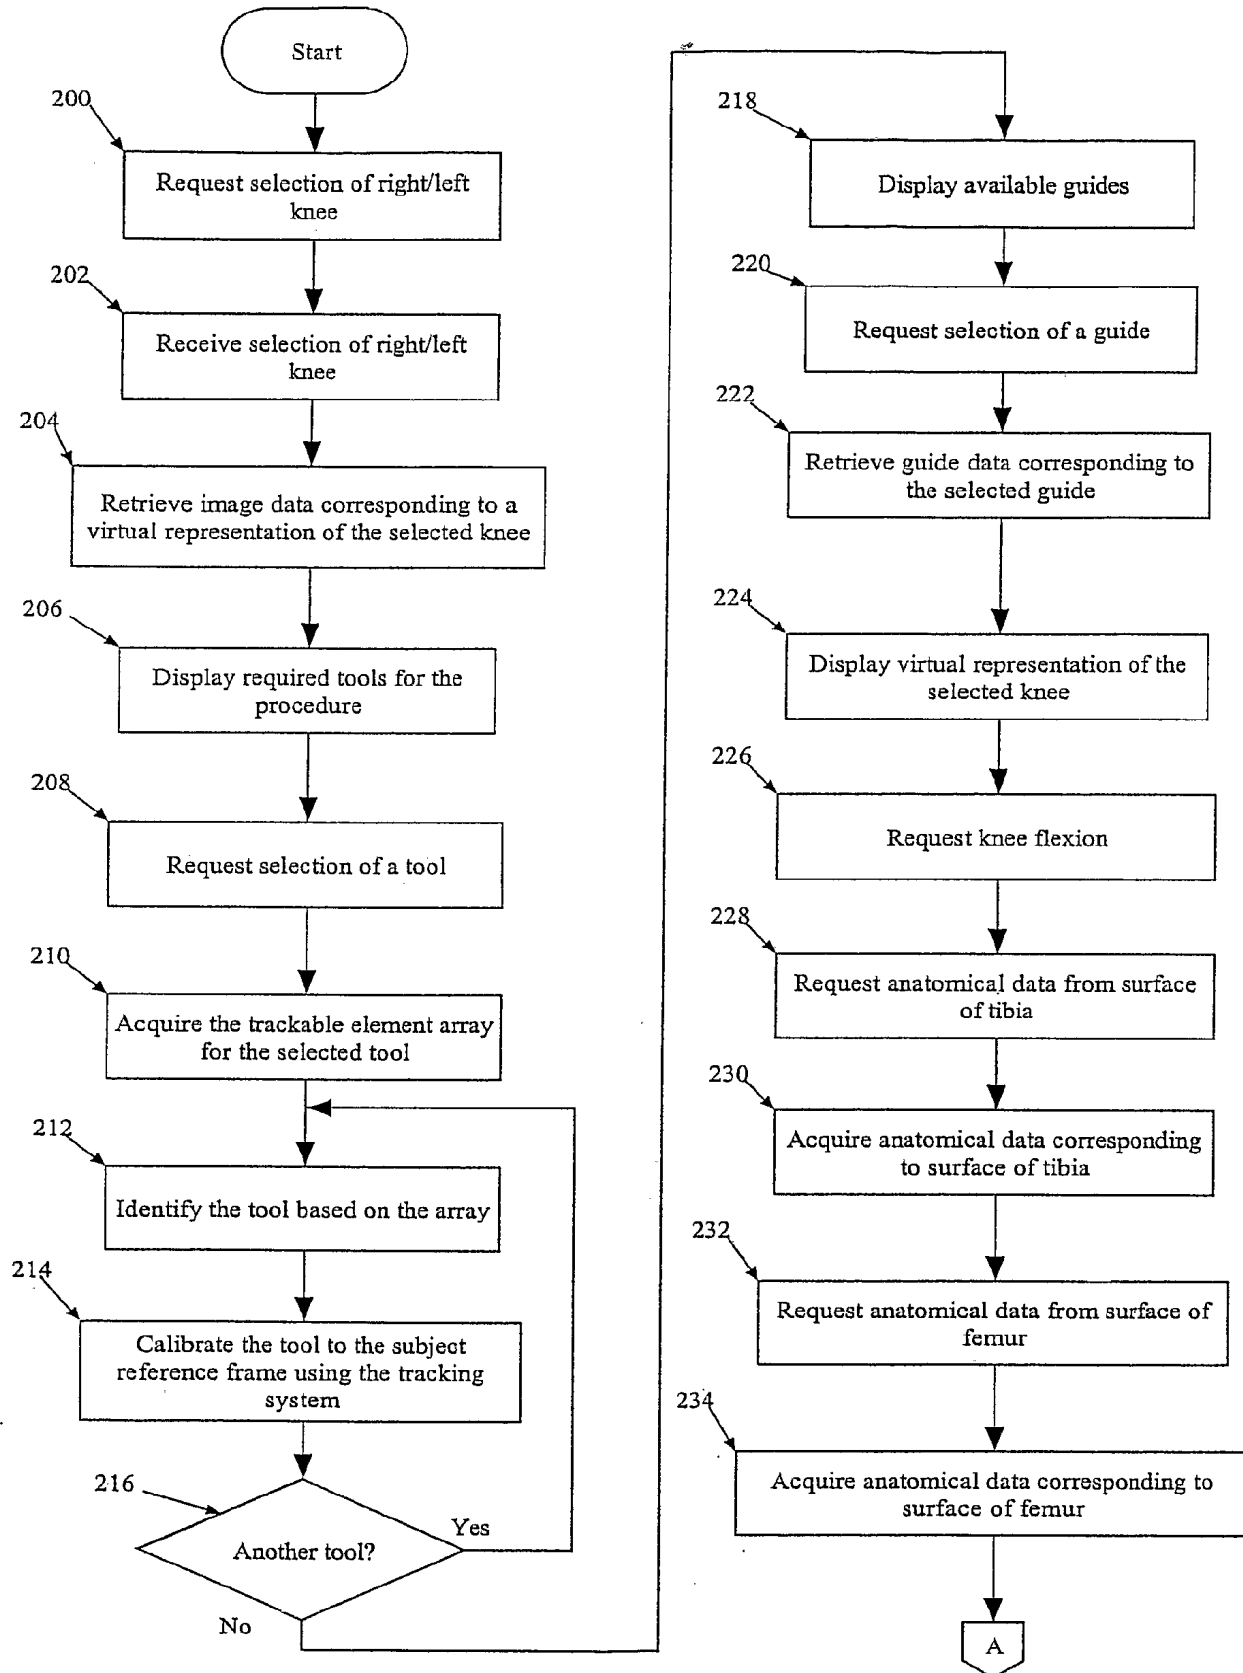 Start
200
Request selection of right/left
knee
202
Receive selection of right/left
knee
204
Retrieve image data corresponding to a
virtual representation of the selected knee
206
Display required tools for the
procedure
208
Request selection of a tool
210
Acquire the trackable element array
for the selected tool
212
Identify the tool based on the array
214
Calibrate the tool to the subject
reference frame using the tracking
system
216
Another tool?
Yes
No
218
Display available guides
220
Request selection of a guide
222
Retrieve guide data corresponding to
the selected guide
224
Display virtual representation of the
selected knee
226
Request knee flexion
228
Request anatomical data from surface
of tibia
230
Acquire anatomical data corresponding
to surface of tibia
232
Request anatomical data from surface of
femur
234
Acquire anatomical data corresponding to
surface of femur
A